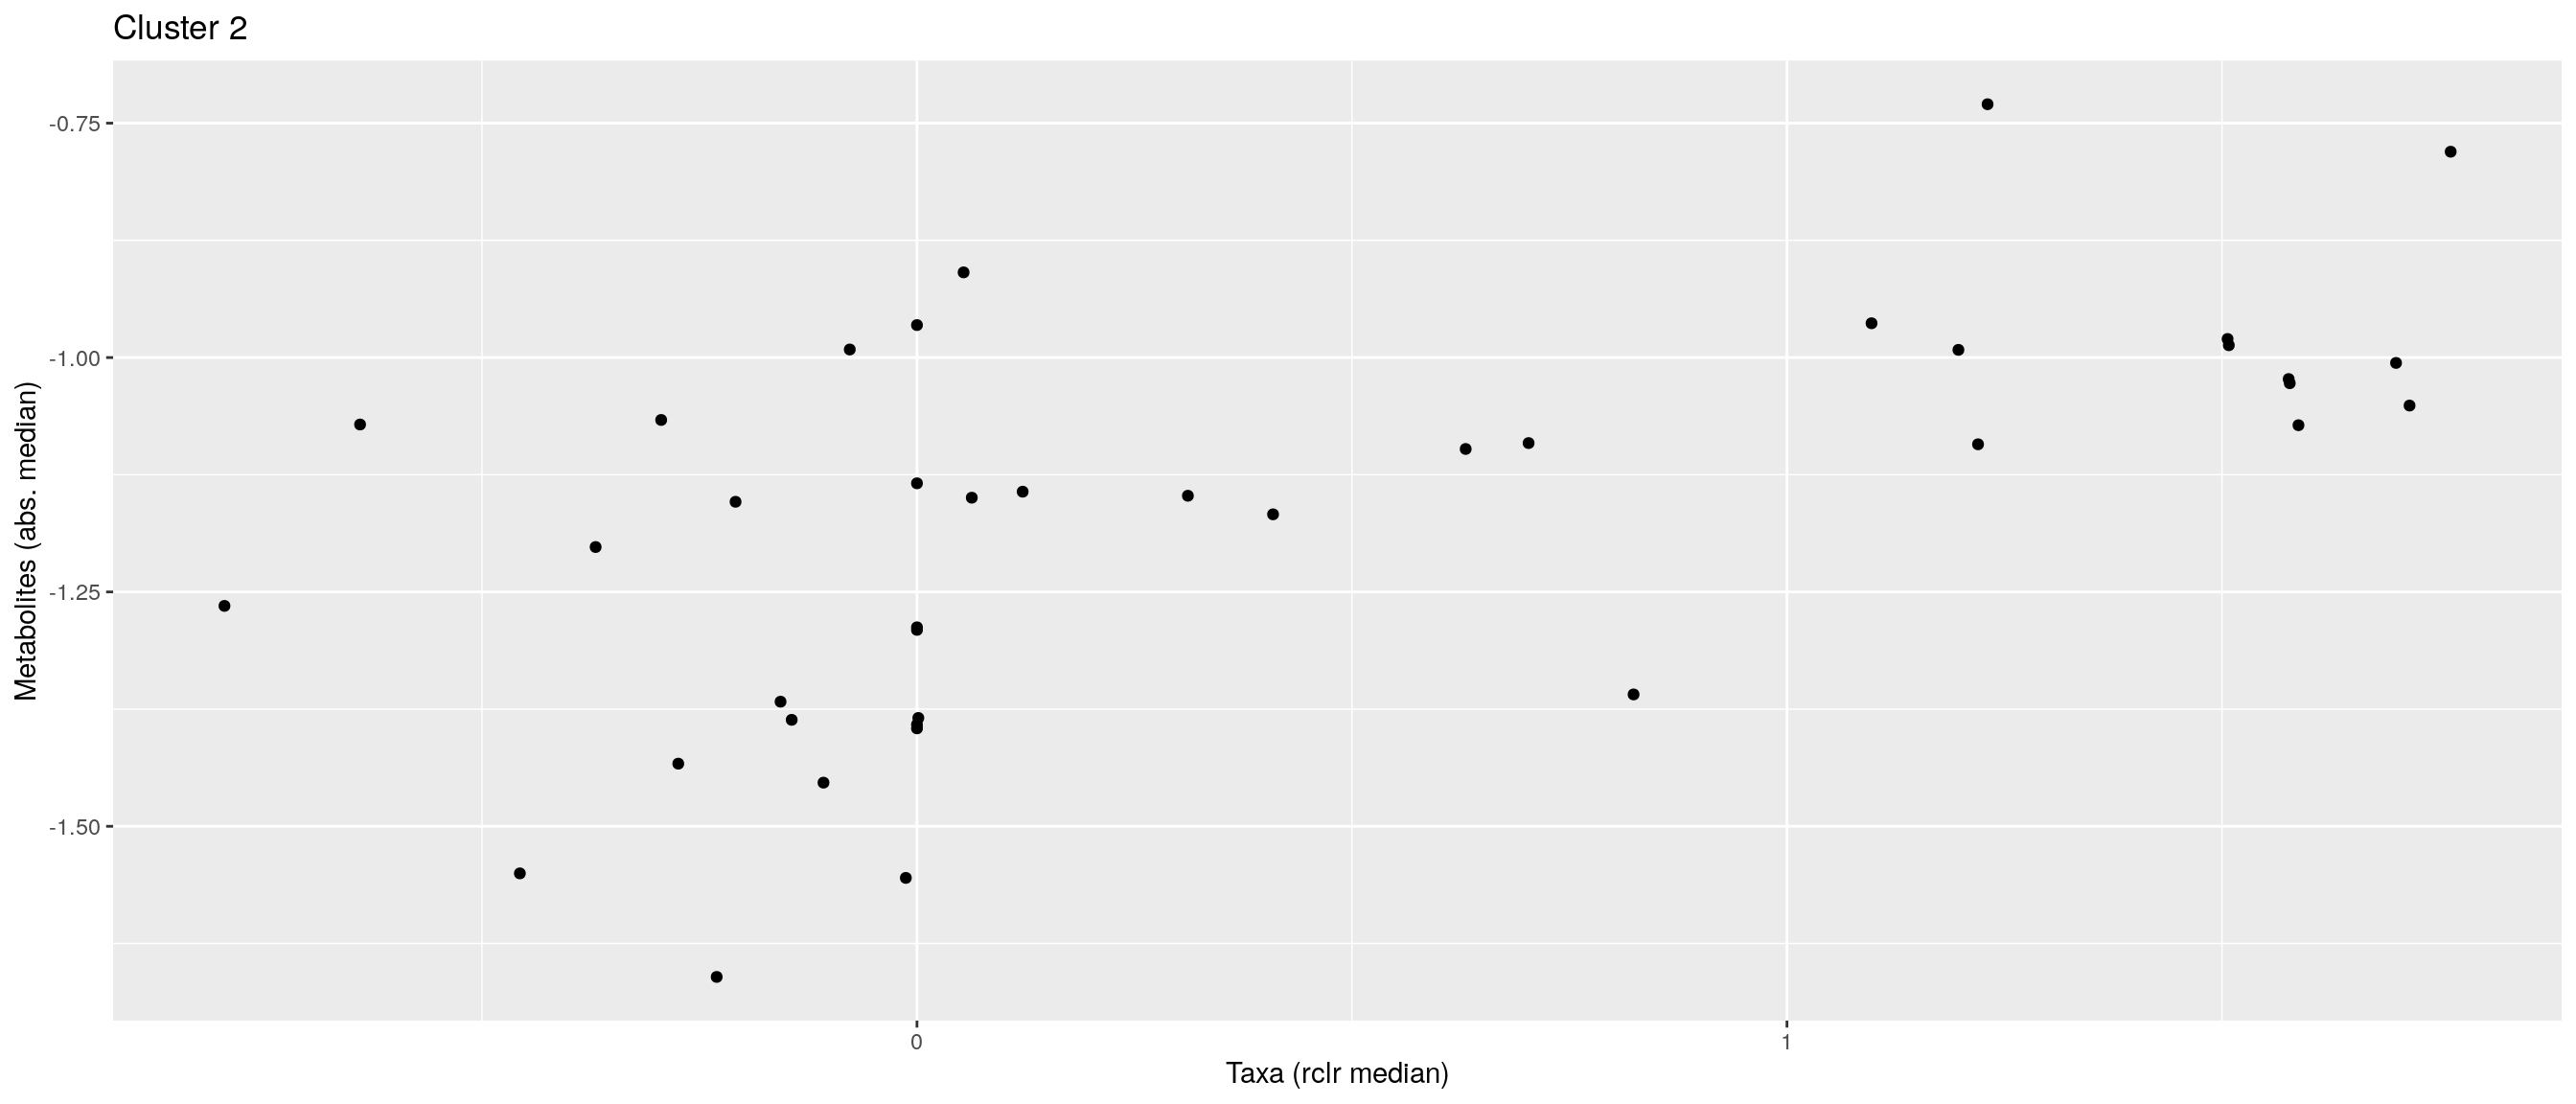 Cluster 2
-0.75
-1.00
-1.25
-1.50
Metabolites (abs. median)
0
1
Taxa (rclr median)